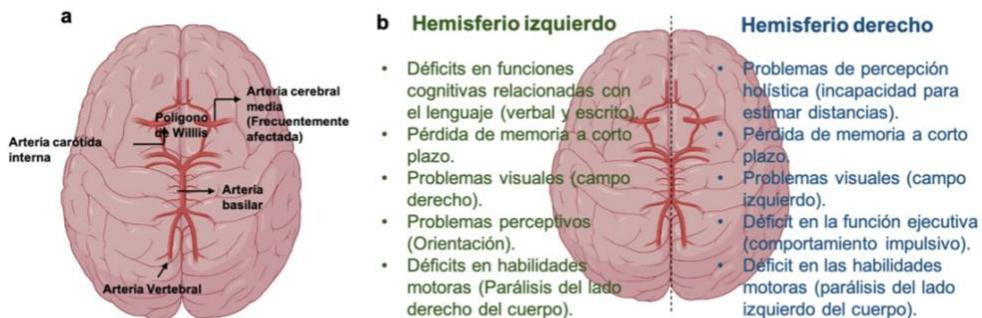 a
Arteria cerebral
media
(Frecuentemente
afectada)
Polígono
de Willlis
Arteria carótida
interna
Arteria
basilar
Arteria Vertebral
b
Hemisferio izquierdo
• Déficits en funciones
cognitivas relacionadas con
el lenguaje (verbal y escrito).
• Pérdida de memoria a corto
plazo.
• Problemas visuales (campo
derecho).
• Problemas perceptivos
(Orientación).
• Déficits en habilidades
motoras (Parálisis del lado
derecho del cuerpo).
Hemisferio derecho
• Problemas de percepción
holística (incapacidad para
estimar distancias).
• Pérdida de memoria a corto
plazo.
• Problemas visuales (campo
izquierdo).
• Déficit en la función ejecutiva
(comportamiento impulsivo).
• Déficit en las habilidades
motoras (parálisis del lado
izquierdo del cuerpo).